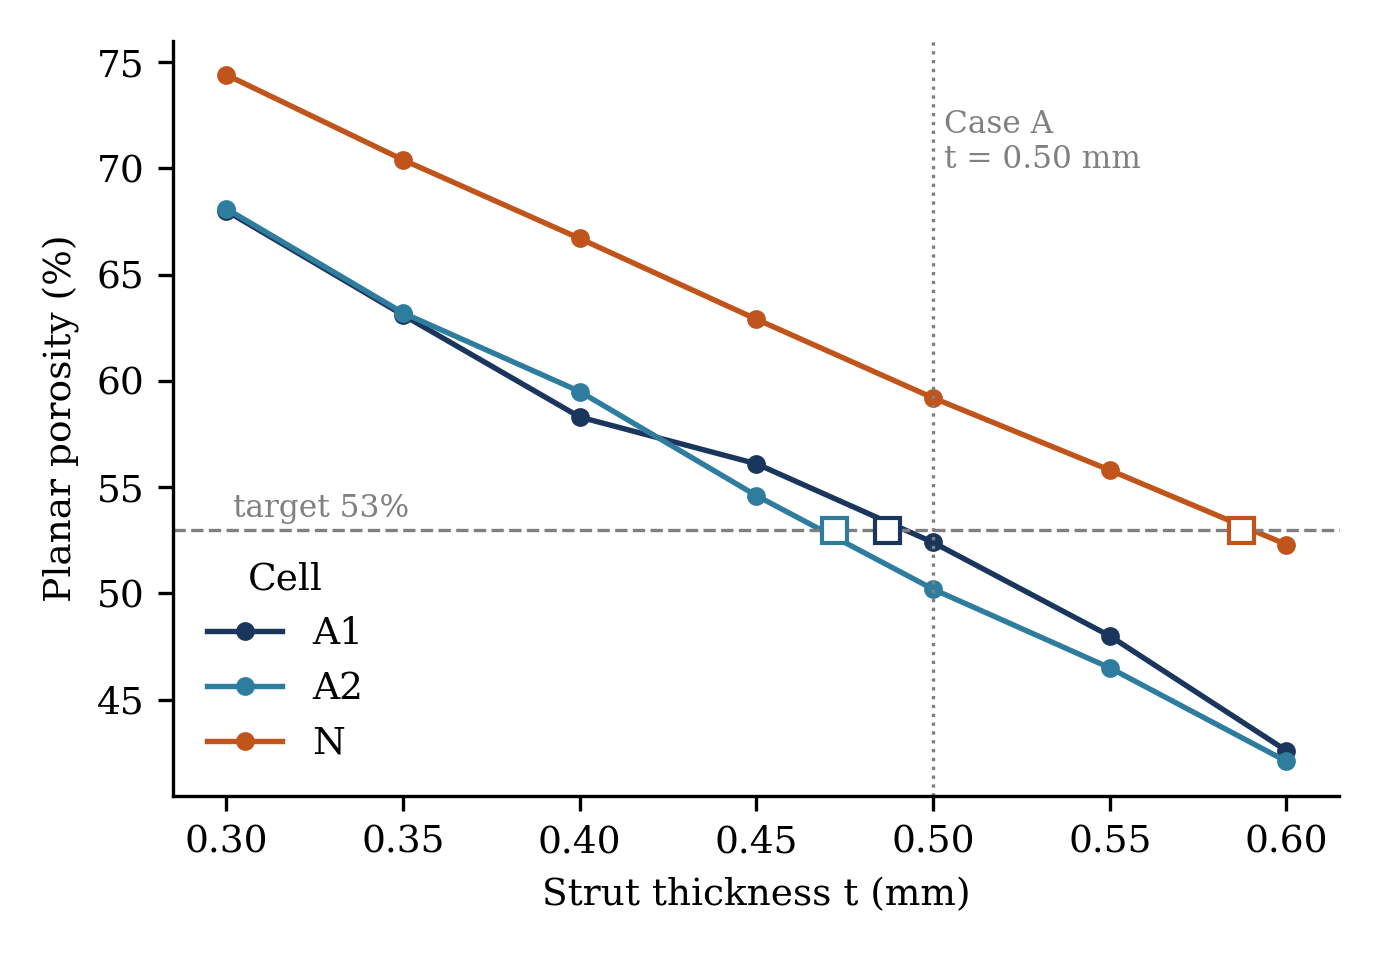 Planar porosity (%)
75
70
65
60
55
50
45
Case A
t = 0.50 mm
target 53%
Cell
A1
A2
N
0.30 0.35 0.40 0.45 0.50 0.55 0.60
Strut thickness t (mm)